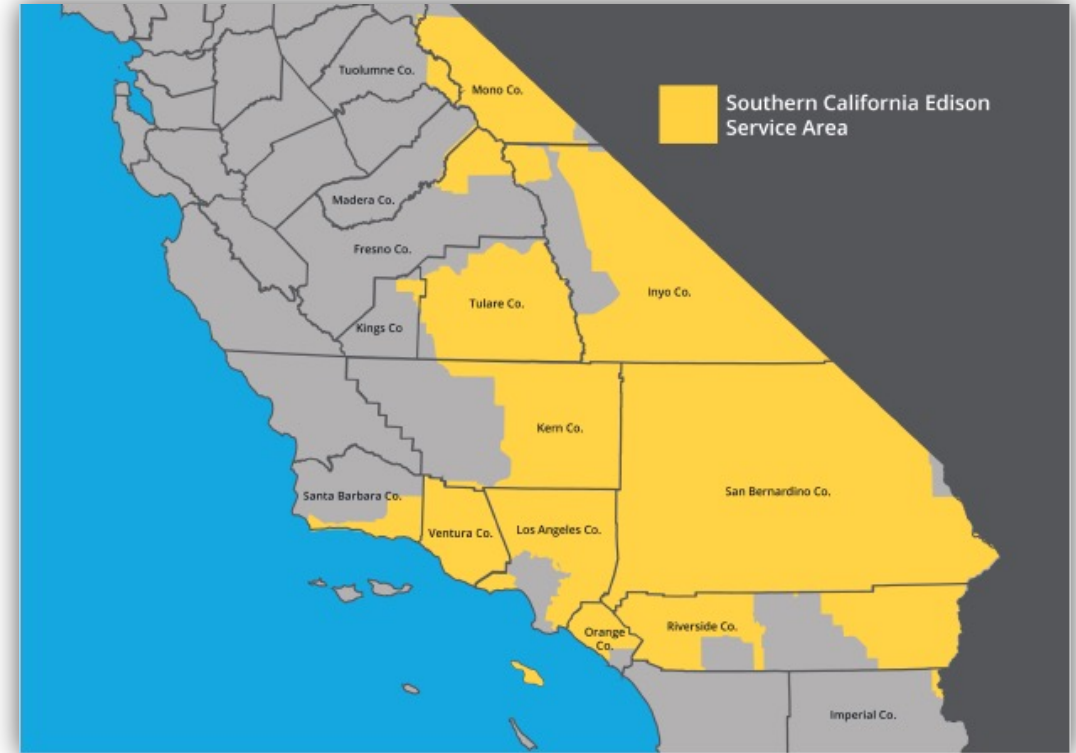 Tuolumne Co.
Mono Co.
Southern California Edison
Service Area
Madera Co.
Fresno Co.
Inyo Co.
Tulare Co.
Kings Co
Kern Co.
San Bernardino Co.
Santa Barbara Co.
Ventura Co.
Los Angeles Co.
Riverside Co.
Orange
Co.
Imperial Co.